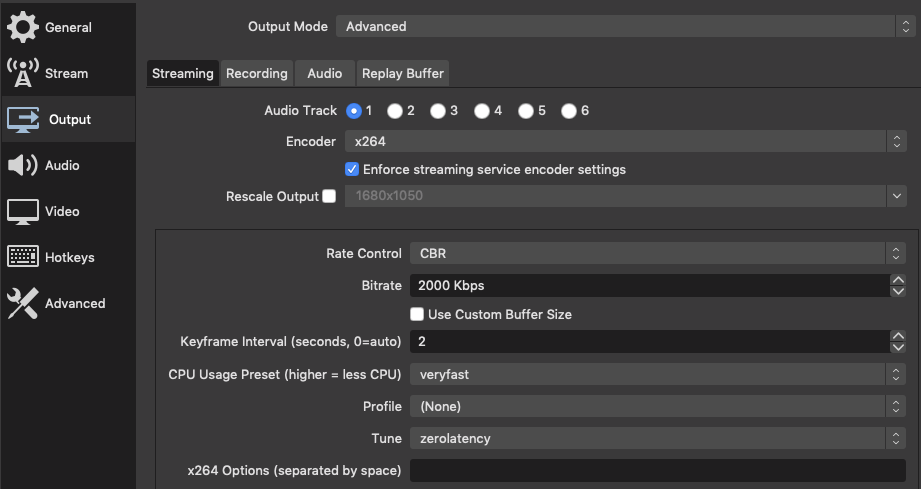 General
Stream
Output
Audio
Video
Hotkeys
Advanced
Output Mode Advanced
Streaming Recording Audio Replay Buffer
Audio Track 1 2 3 4 5 6
Encoder x264
Enforce streaming service encoder settings
Rescale Output 1680x1050
Rate Control CBR
Bitrate 2000 Kbps
Use Custom Buffer Size
Keyframe Interval (seconds, 0=auto) 2
CPU Usage Preset (higher = less CPU) veryfast
Profile (None)
Tune zerolatency
x264 Options (separated by space)